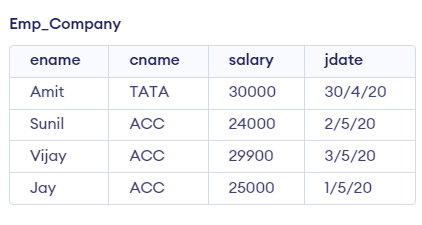 Emp_Company
ename cname salary jdate
Amit TATA 30000 30/4/20
Sunil ACC 24000 2/5/20
Vijay ACC 29900 3/5/20
Jay ACC 25000 1/5/20